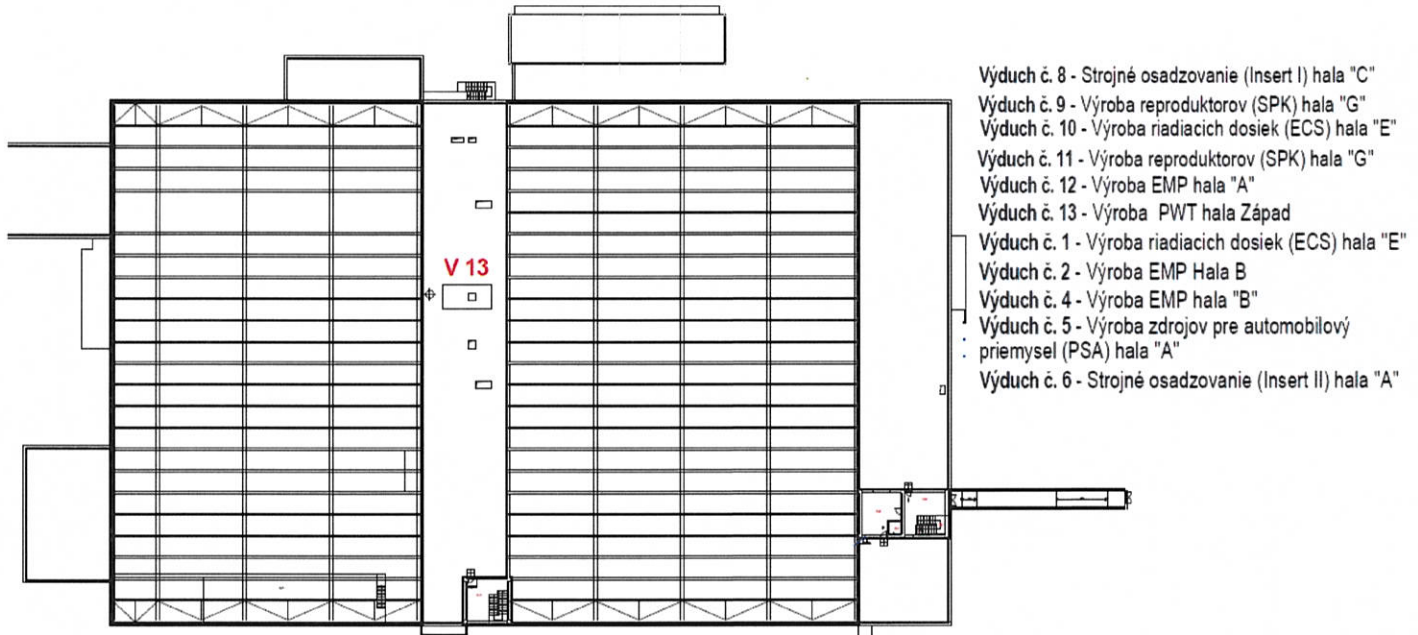 Výduch č. 8 - Strojné osadzovanie (Insert I) hala "C"
Výduch č. 9 - Výroba reproduktorov (SPK) hala "G"
Výduch č. 10 - Výroba riadiacich dosiek (ECS) hala "E"
Výduch č. 11 - Výroba reproduktorov (SPK) hala "G"
Výduch č. 12 - Výroba EMP hala "A"
Výduch č. 13 - Výroba PWT hala Západ
Výduch č. 1 - Výroba riadiacich dosiek (ECS) hala "E"
Výduch č. 2 - Výroba EMP Hala B
Výduch č. 4 - Výroba EMP hala "B"
Výduch č. 5 - Výroba zdrojov pre automobilový
priemysel (PSA) hala "A"
Výduch č. 6 - Strojné osadzovanie (Insert II) hala "A"
V 13